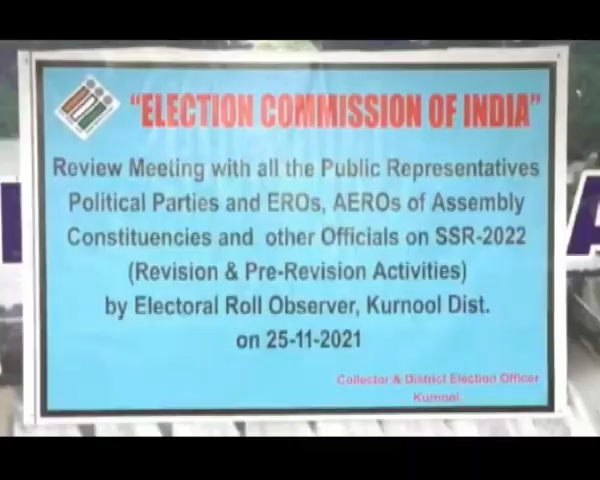 "ELECTION COMMISSION OF INDIA"
Review Meeting with all the Public Representatives
Political Parties and EROs, AEROs of Assembly
Constituencies and other Officials on SSR-2022
(Revision & Pre-Revision Activities)
by Electoral Roll Observer, Kurnool Dist.
on 25-11-2021
Collector & District Election Officer
Kurnool.